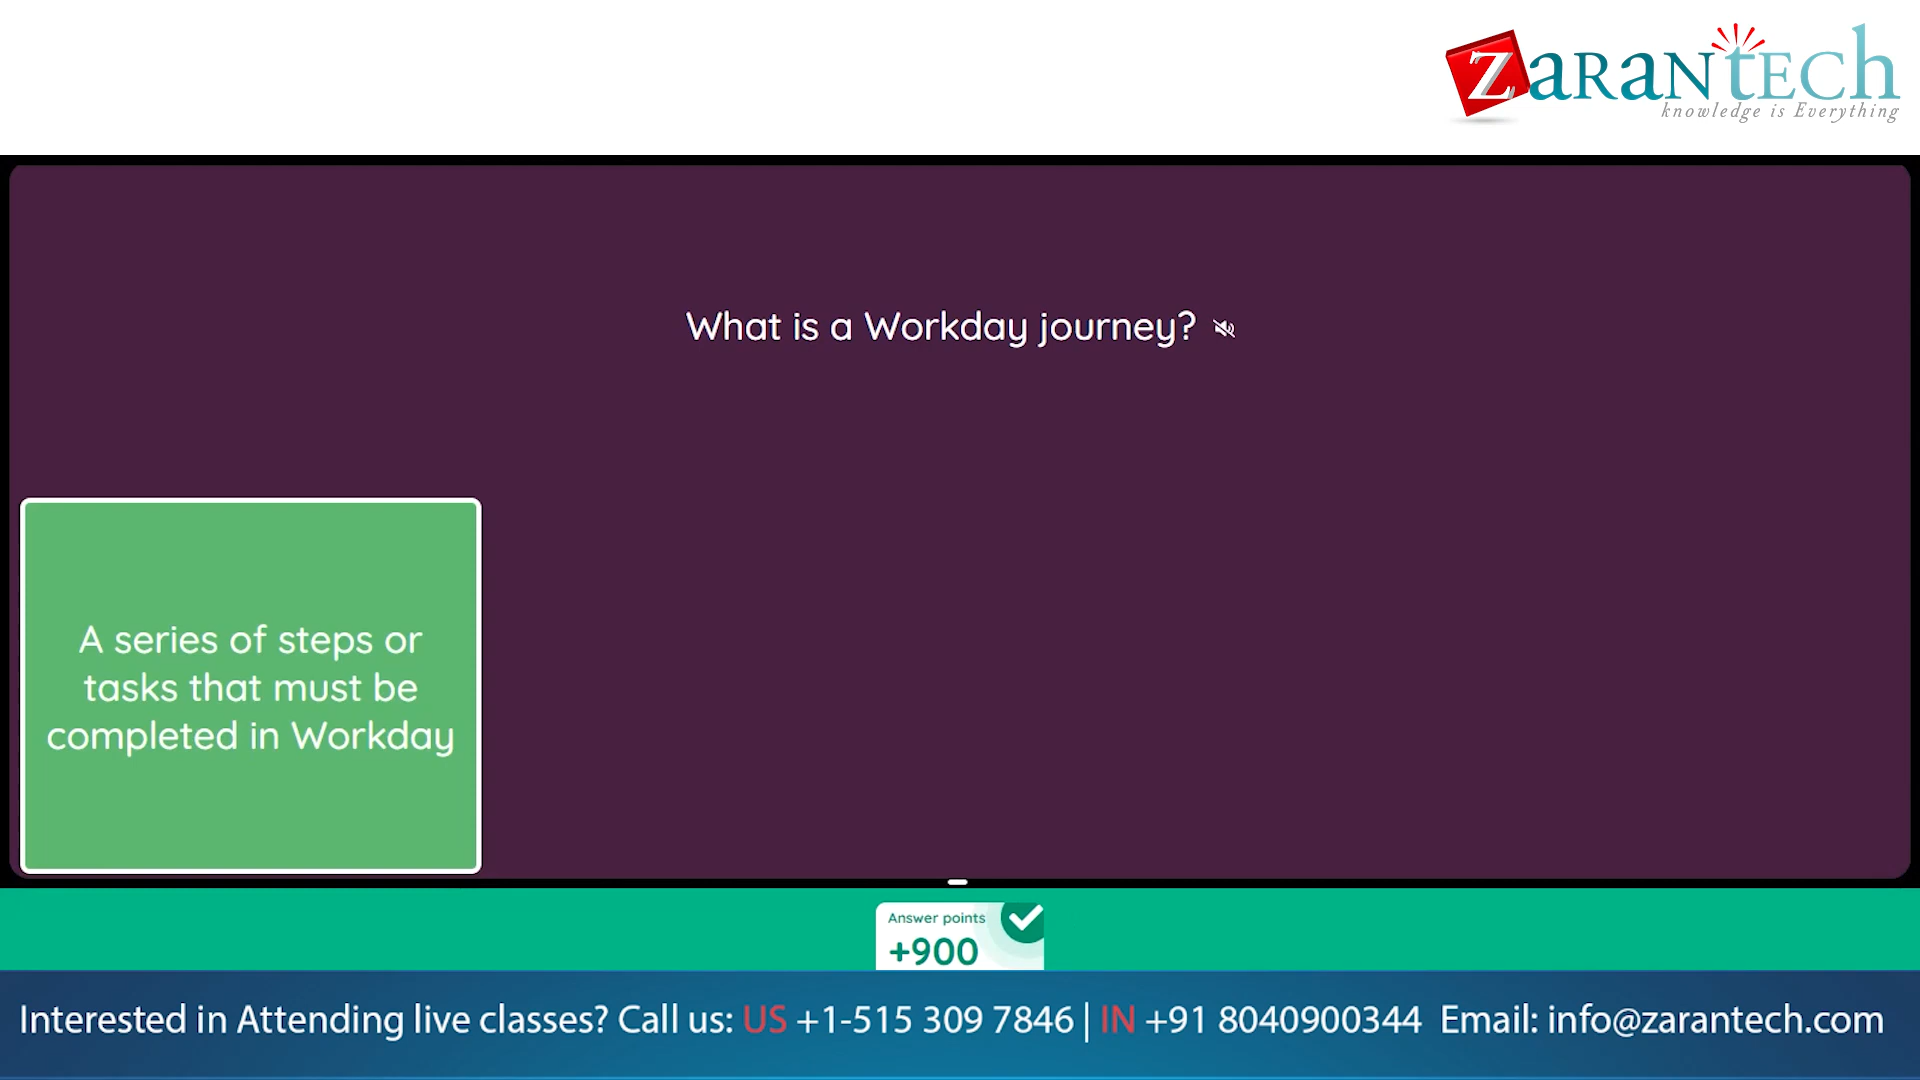 ZaranTech
knowledge is Everything
What is a Workday journey?
A series of steps or
tasks that must be
completed in Workday
Answer points
+900
Interested in Attending live classes? Call us: US +1-515 309 7846 | IN +91 8040900344 Email: info@zarantech.com